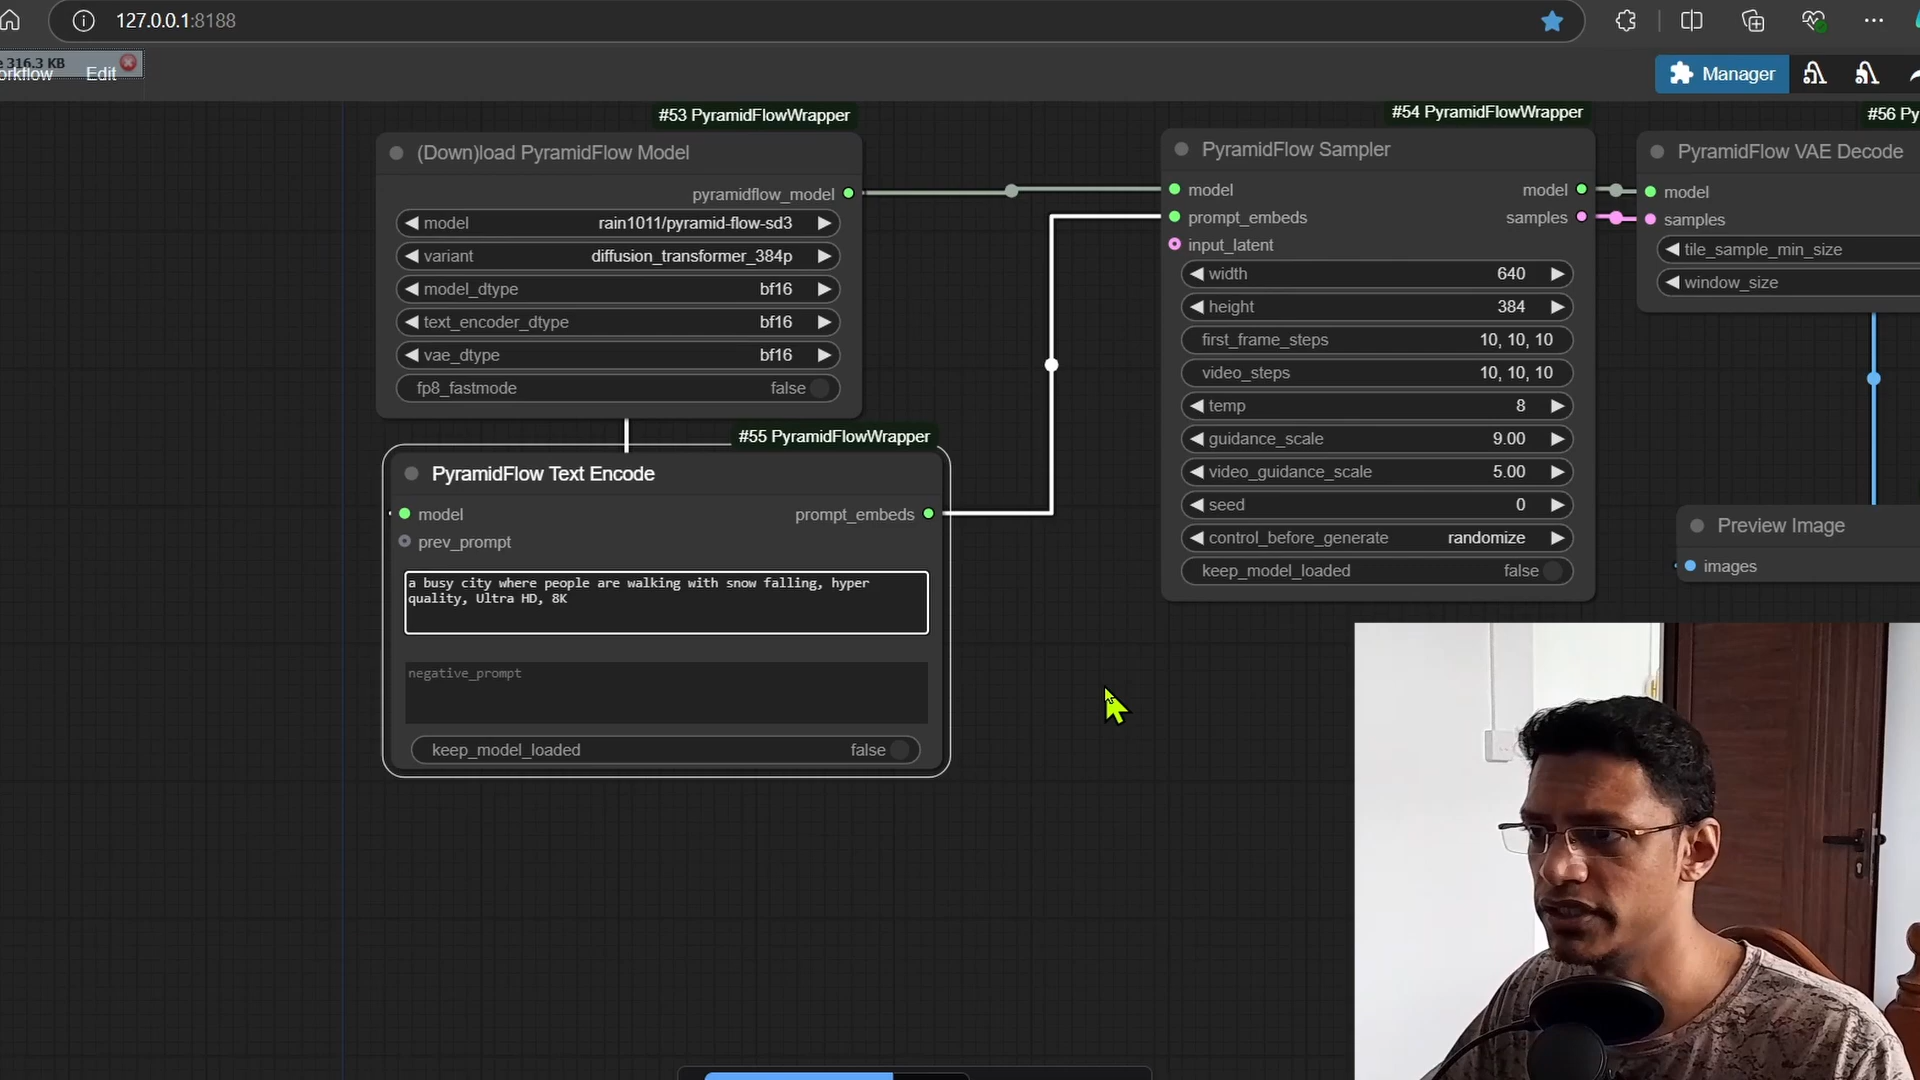 127.0.0.1:8188
e 316.3 KB
orkflow
Edit
Manager
#53 PyramidFlowWrapper
(Down)load PyramidFlow Model
pyramidflow_model
model rain1011/pyramid-flow-sd3
variant diffusion_transformer_384p
model_dtype bf16
text_encoder_dtype bf16
vae_dtype bf16
fp8_fastmode false
#55 PyramidFlowWrapper
PyramidFlow Text Encode
model prompt_embeds
prev_prompt
a busy city where people are walking with snow falling, hyper
quality, Ultra HD, 8K
negative_prompt
keep_model_loaded false
#54 PyramidFlowWrapper
PyramidFlow Sampler
model model
prompt_embeds samples
input_latent
width 640
height 384
first_frame_steps 10, 10, 10
video_steps 10, 10, 10
temp 8
guidance_scale 9.00
video_guidance_scale 5.00
seed 0
control_before_generate randomize
keep_model_loaded false
#56 Py
PyramidFlow VAE Decode
model
samples
tile_sample_min_size
window_size
Preview Image
images